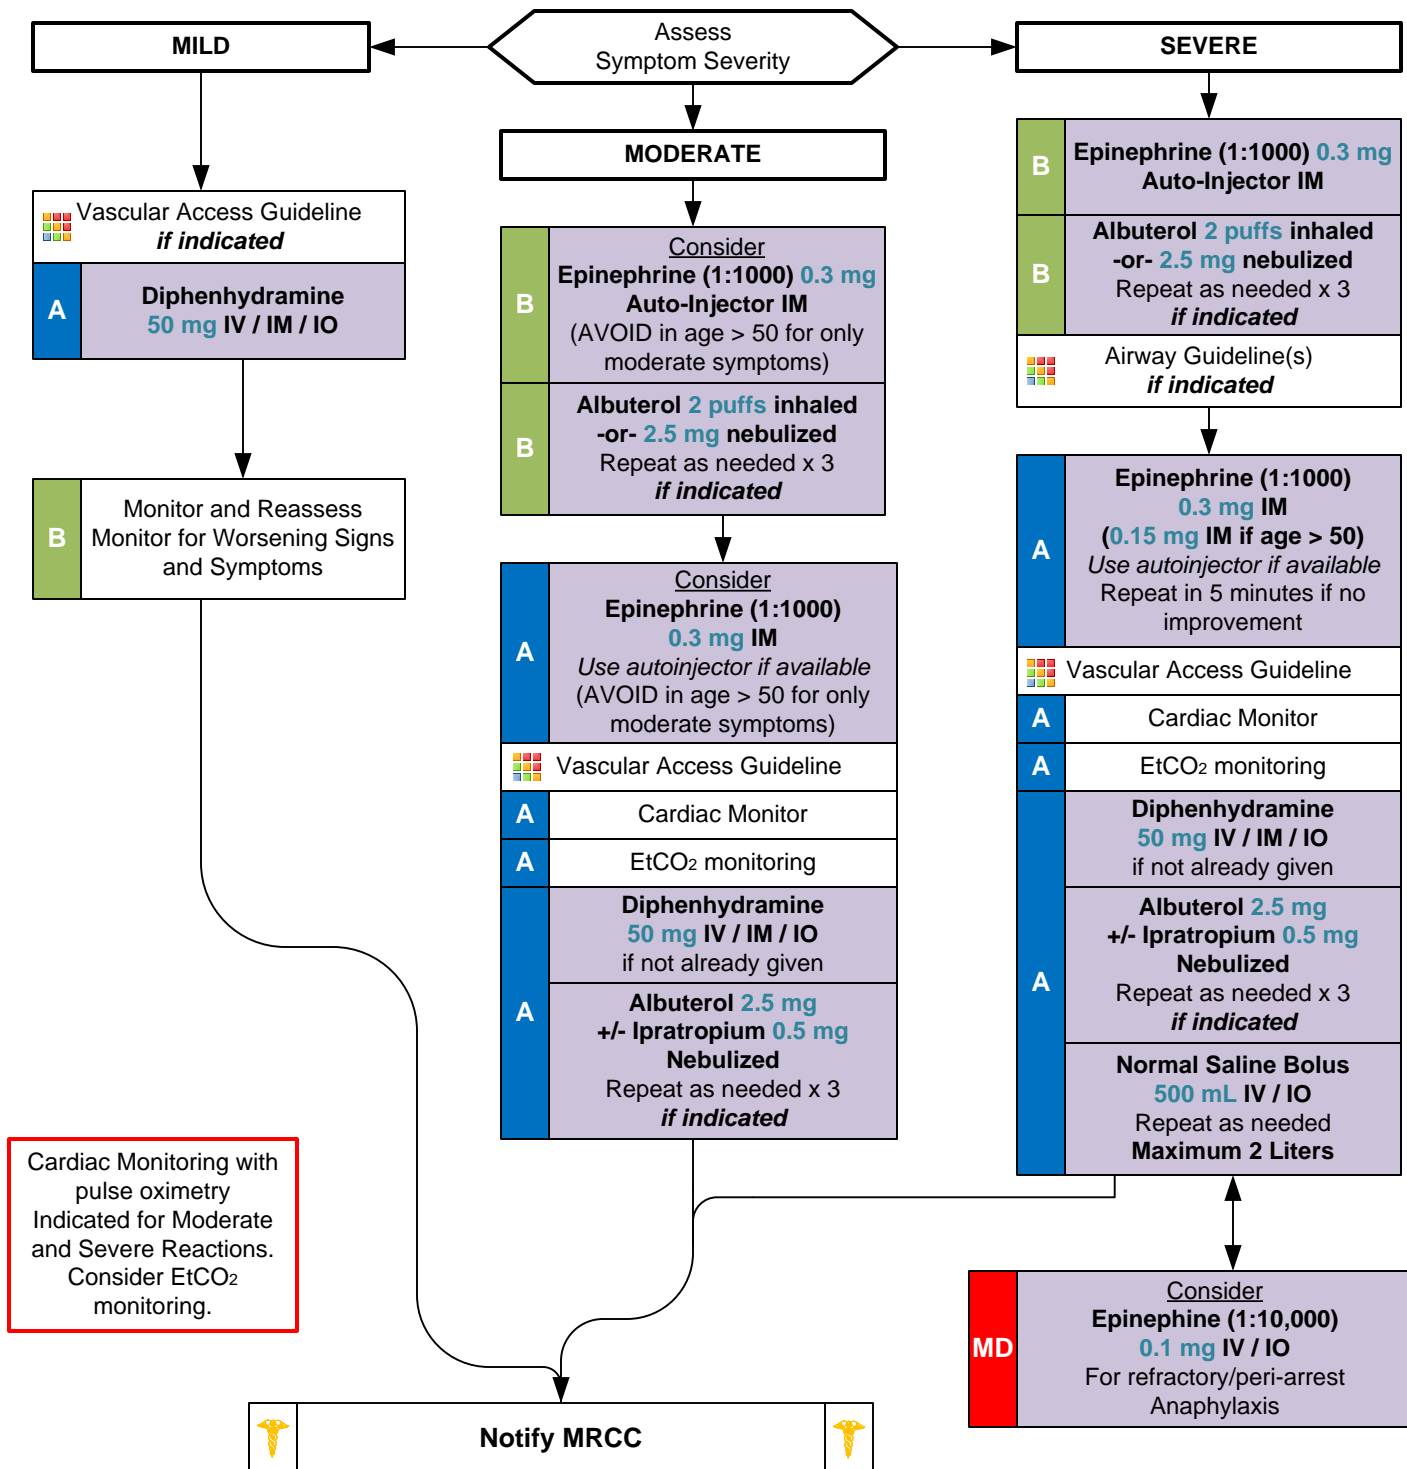 Assess
Symptom Severity
MILD
Vascular Access Guideline
if indicated
A
Diphenhydramine
50 mg IV / IM / IO
B
Monitor and Reassess
Monitor for Worsening Signs
and Symptoms
MODERATE
B
Consider
Epinephrine (1:1000) 0.3 mg
Auto-Injector IM
(AVOID in age > 50 for only
moderate symptoms)
B
Albuterol 2 puffs inhaled
-or- 2.5 mg nebulized
Repeat as needed x 3
if indicated
A
Consider
Epinephrine (1:1000)
0.3 mg IM
Use autoinjector if available
(AVOID in age > 50 for only
moderate symptoms)
Vascular Access Guideline
A
Cardiac Monitor
A
EtCO2 monitoring
A
Diphenhydramine
50 mg IV / IM / IO
if not already given
Albuterol 2.5 mg
+/- Ipratropium 0.5 mg
Nebulized
Repeat as needed x 3
if indicated
SEVERE
B
Epinephrine (1:1000) 0.3 mg
Auto-Injector IM
B
Albuterol 2 puffs inhaled
-or- 2.5 mg nebulized
Repeat as needed x 3
if indicated
Airway Guideline(s)
if indicated
A
Epinephrine (1:1000)
0.3 mg IM
(0.15 mg IM if age > 50)
Use autoinjector if available
Repeat in 5 minutes if no
improvement
Vascular Access Guideline
A
Cardiac Monitor
A
EtCO2 monitoring
A
Diphenhydramine
50 mg IV / IM / IO
if not already given
Albuterol 2.5 mg
+/- Ipratropium 0.5 mg
Nebulized
Repeat as needed x 3
if indicated
Normal Saline Bolus
500 mL IV / IO
Repeat as needed
Maximum 2 Liters
MD
Consider
Epinephine (1:10,000)
0.1 mg IV / IO
For refractory/peri-arrest
Anaphylaxis
Cardiac Monitoring with
pulse oximetry
Indicated for Moderate
and Severe Reactions.
Consider EtCO2
monitoring.
Notify MRCC